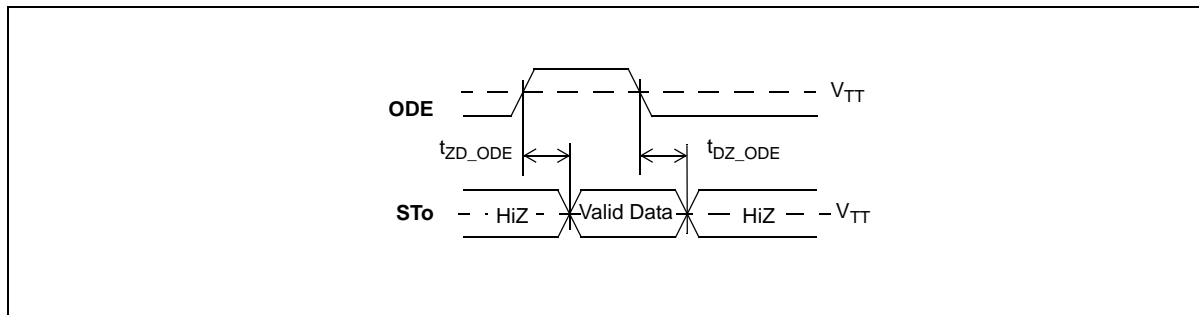 V_TT
ODE
t_ZD_ODE
t_DZ_ODE
STo
HiZ
Valid Data
HiZ
V_TT